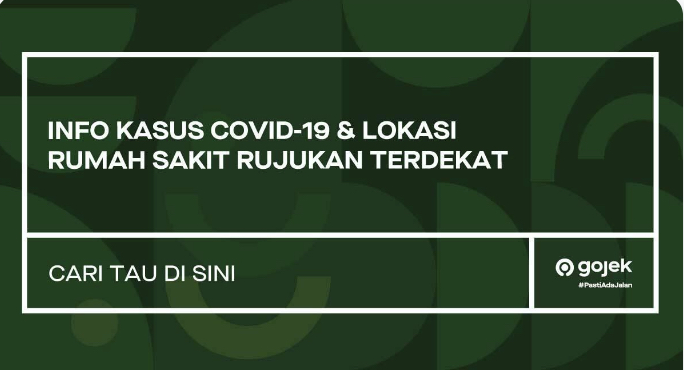 INFO KASUS COVID-19 & LOKASI
RUMAH SAKIT RUJUKAN TERDEKAT
CARI TAU DI SINI
gojek
#PastiAdaJalan